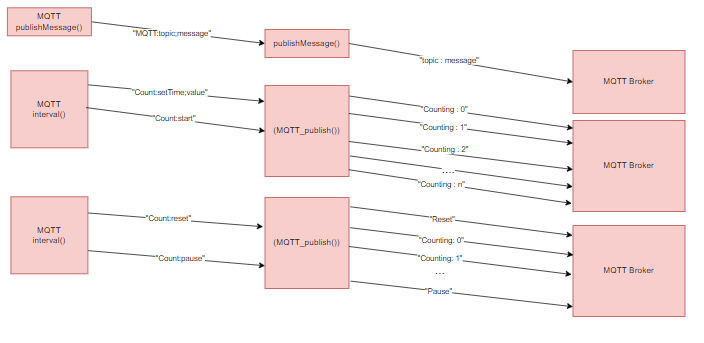 MQTT
publishMessage()
"MQTT:topic;message"
publishMessage()
"topic : message"
MQTT Broker
MQTT
interval()
"Count:setTime;value"
"Count:start"
(MQTT_publish())
"Counting : 0"
"Counting : 1"
"Counting : 2"
....
"Counting : n"
MQTT Broker
MQTT
interval()
"Count:reset"
"Count:pause"
(MQTT_publish())
"Reset"
"Counting: 0"
"Counting: 1"
...
"Pause"
MQTT Broker